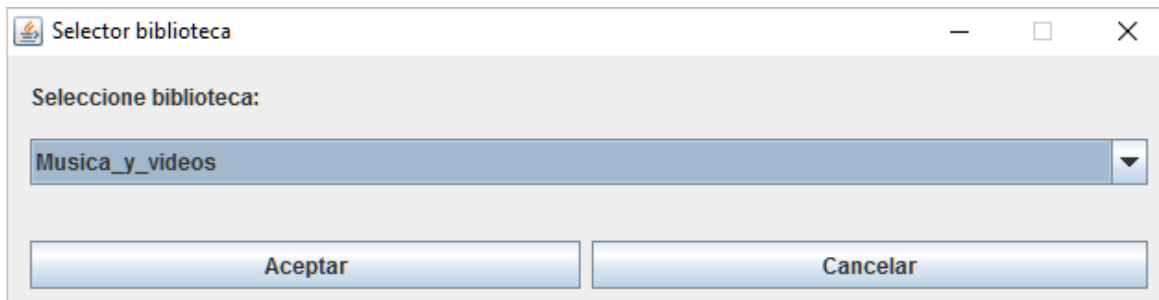 Selector biblioteca
Seleccione biblioteca:
Musica_y_videos
Aceptar Cancelar